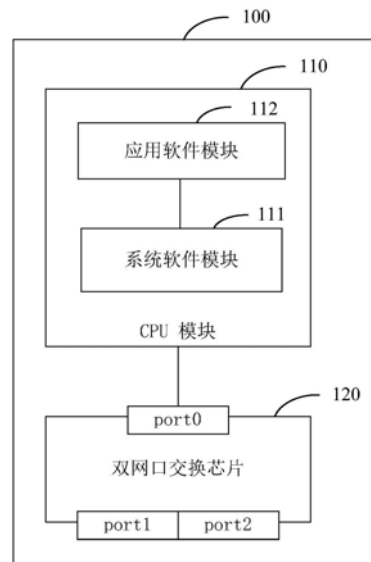 100
110
112
应用软件模块
111
系统软件模块
CPU 模块
120
port0
双网口交换芯片
port1
port2